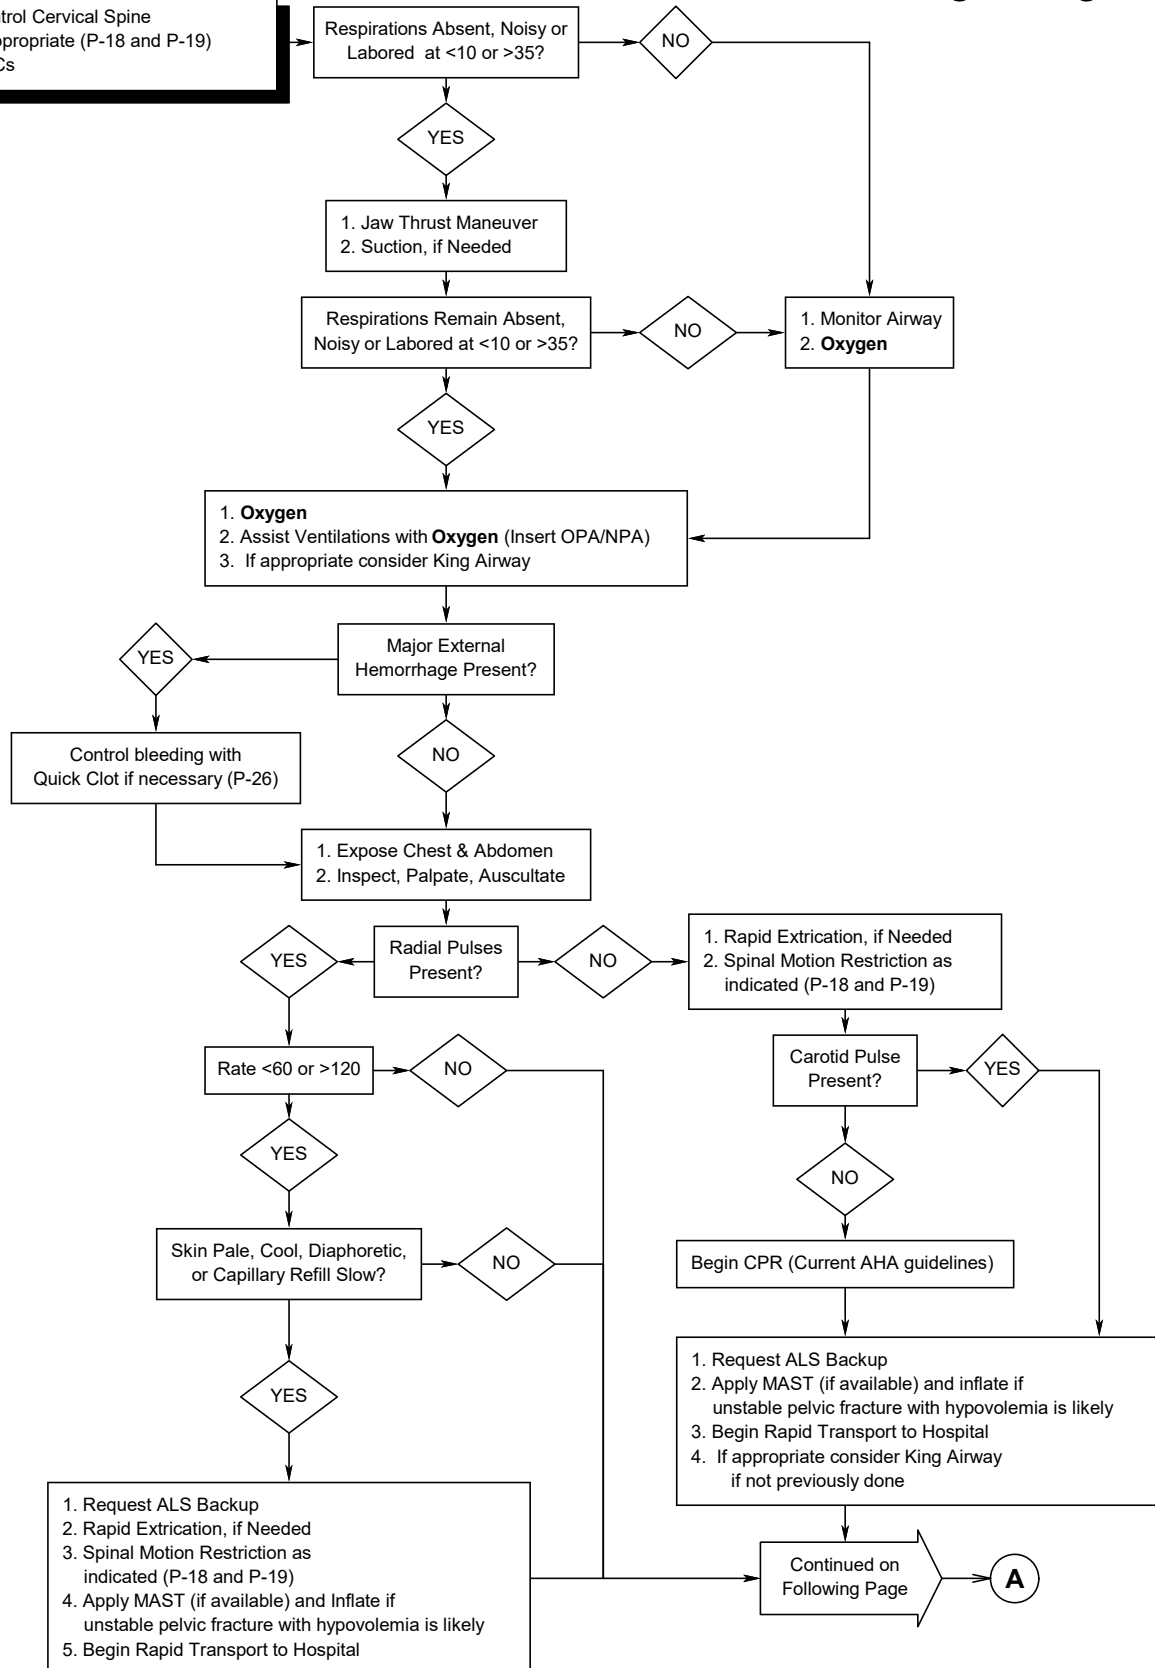 trol Cervical Spine
propriate (P-18 and P-19)
Cs
Respirations Absent, Noisy or
Labored at <10 or >35?
NO
YES
1. Jaw Thrust Maneuver
2. Suction, if Needed
Respirations Remain Absent,
Noisy or Labored at <10 or >35?
NO
1. Monitor Airway
2. Oxygen
YES
1. Oxygen
2. Assist Ventilations with Oxygen (Insert OPA/NPA)
3. If appropriate consider King Airway
Major External
Hemorrhage Present?
YES
Control bleeding with
Quick Clot if necessary (P-26)
NO
1. Expose Chest & Abdomen
2. Inspect, Palpate, Auscultate
Radial Pulses
Present?
YES
NO
1. Rapid Extrication, if Needed
2. Spinal Motion Restriction as
indicated (P-18 and P-19)
Rate <60 or >120
NO
Carotid Pulse
Present?
YES
YES
NO
Skin Pale, Cool, Diaphoretic,
or Capillary Refill Slow?
NO
Begin CPR (Current AHA guidelines)
YES
1. Request ALS Backup
2. Apply MAST (if available) and inflate if
unstable pelvic fracture with hypovolemia is likely
3. Begin Rapid Transport to Hospital
4. If appropriate consider King Airway
if not previously done
1. Request ALS Backup
2. Rapid Extrication, if Needed
3. Spinal Motion Restriction as
indicated (P-18 and P-19)
4. Apply MAST (if available) and Inflate if
unstable pelvic fracture with hypovolemia is likely
5. Begin Rapid Transport to Hospital
Continued on
Following Page
A